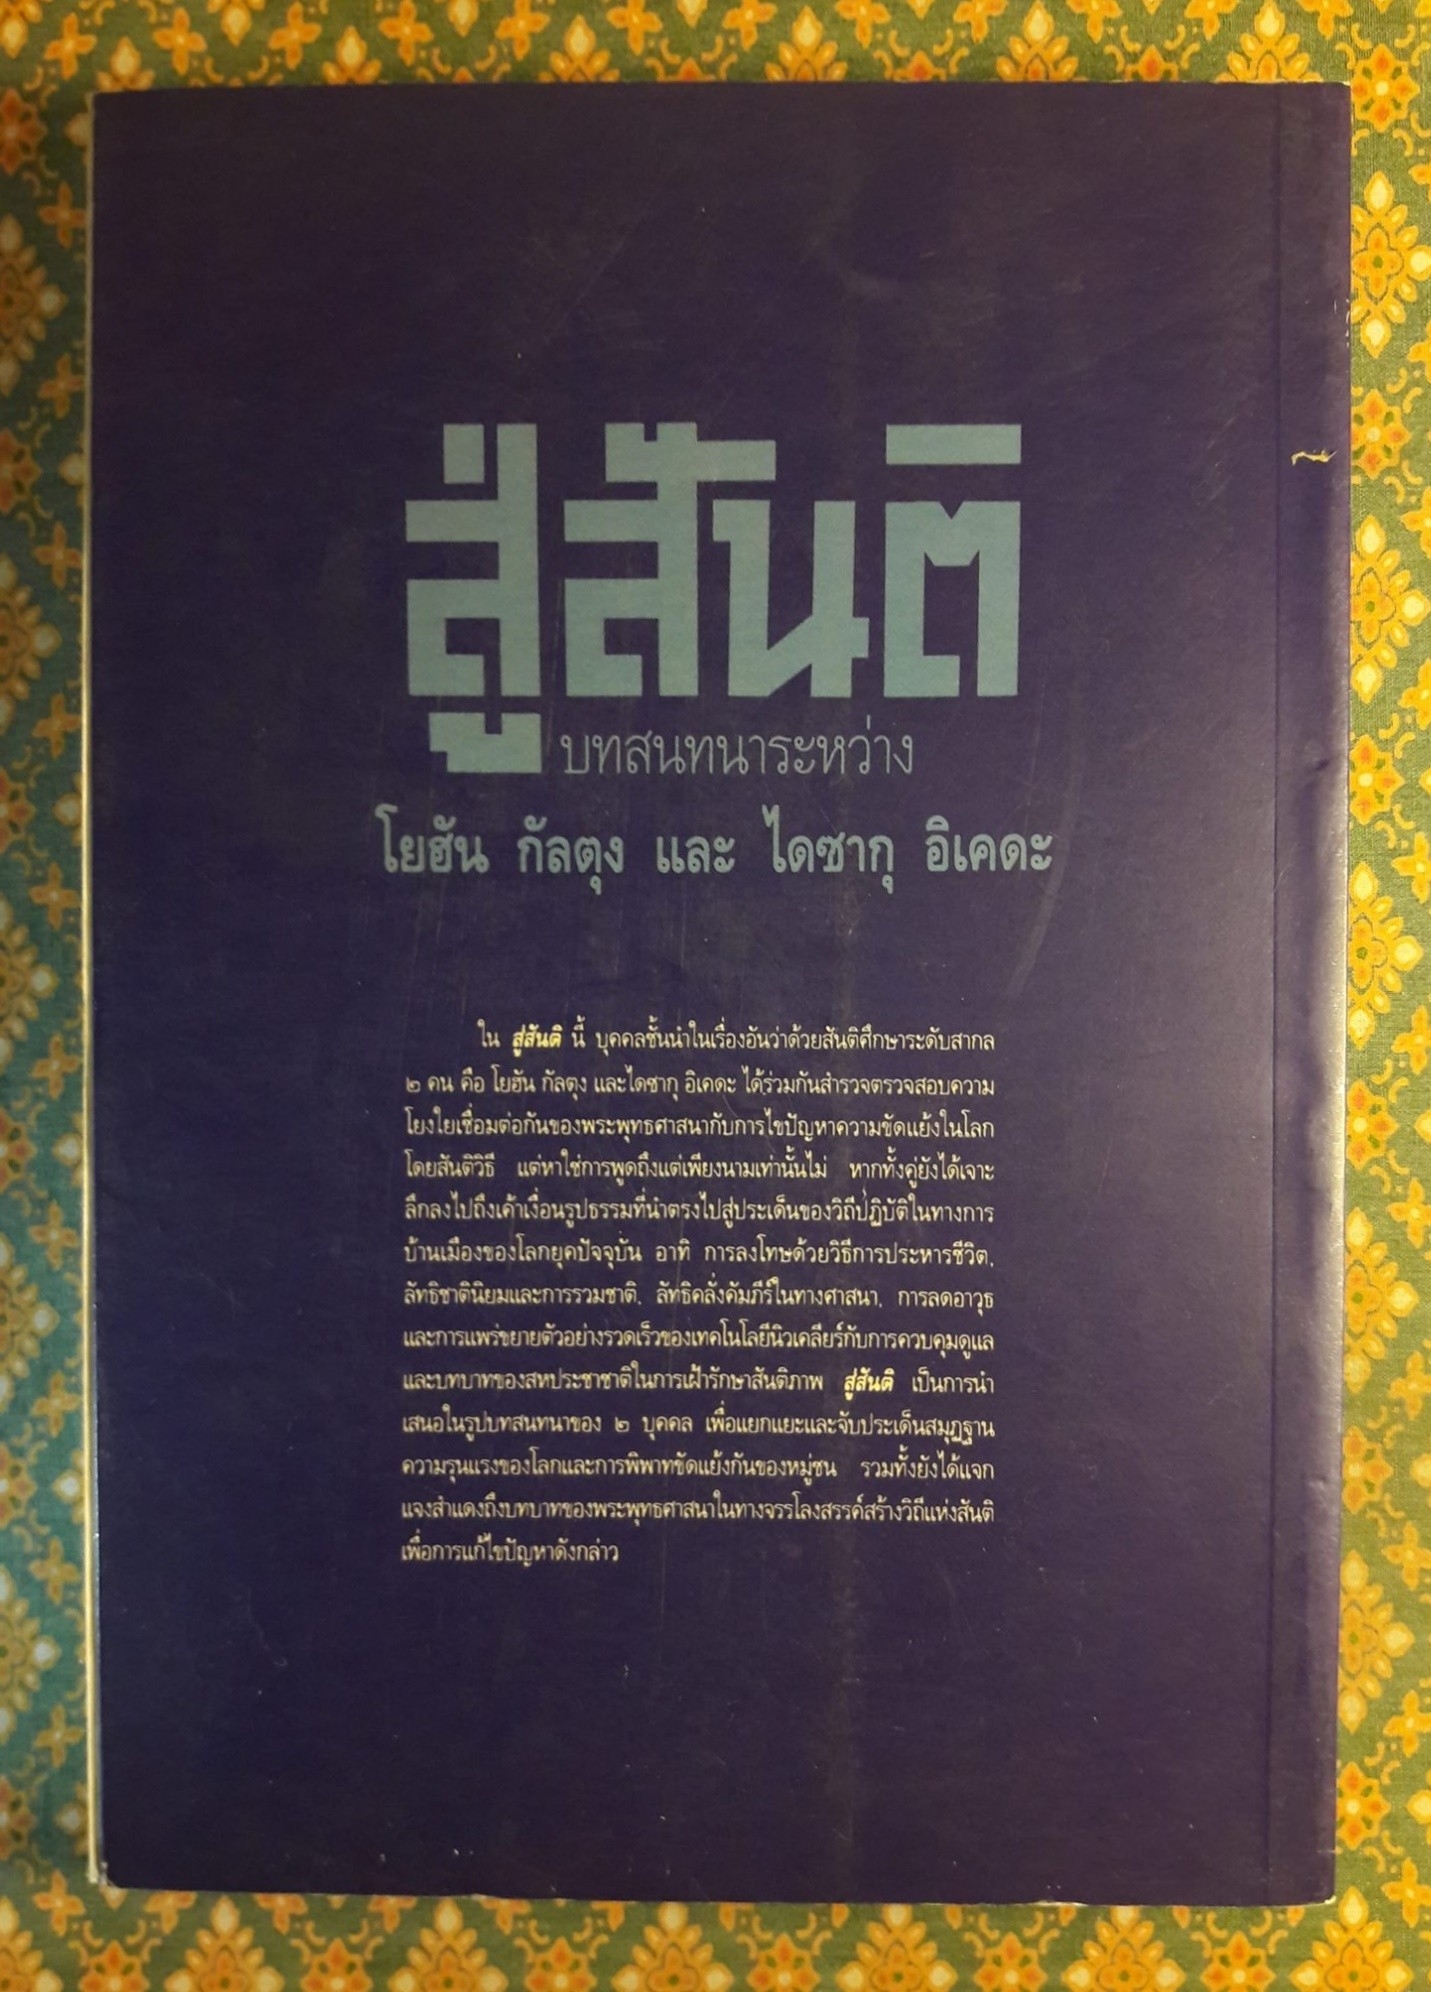 สู่สันติ
บทสนทนาระหว่าง
โยฮัน กัลตุง และ ไดซากุ อิเคดะ
ใน สู่สันติ นี้ บุคคลชั้นนำในเรื่องอันว่าด้วยสันติศึกษาระดับสากล
๒ คน คือ โยฮัน กัลตุง และไดซากุ อิเคดะ ได้ร่วมกันสำรวจตรวจสอบความ
โยงใยเชื่อมต่อกันของพระพุทธศาสนากับการไขปัญหาความขัดแย้งในโลก
โดยสันติวิธี แต่หาใช่การพูดถึงแต่เพียงนามเท่านั้นไม่ หากทั้งคู่ยังได้เจาะ
ลึกลงไปถึงเค้าเงื่อนรูปธรรมที่นำตรงไปสู่ประเด็นของวิถีปฏิบัติในทางการ
บ้านเมืองของโลกยุคปัจจุบัน อาทิ การลงโทษด้วยวิธีการประหารชีวิต,
ลัทธิชาตินิยมและการรวมชาติ, ลัทธิคลั่งคัมภีร์ในทางศาสนา, การลดอาวุธ
และการแพร่ขยายตัวอย่างรวดเร็วของเทคโนโลยีนิวเคลียร์กับการควบคุมดูแล
และบทบาทของสหประชาชาติในการเฝ้ารักษาสันติภาพ สู่สันติ เป็นการนำ
เสนอในรูปบทสนทนาของ ๒ บุคคล เพื่อแยกแยะและจับประเด็นสมุฏฐาน
ความรุนแรงของโลกและการพิพาทขัดแย้งกันของหมู่ชน รวมทั้งยังได้แจก
แจงสำแดงถึงบทบาทของพระพุทธศาสนาในทางจรรโลงสรรค์สร้างวิถีแห่งสันติ
เพื่อการแก้ไขปัญหาดังกล่าว